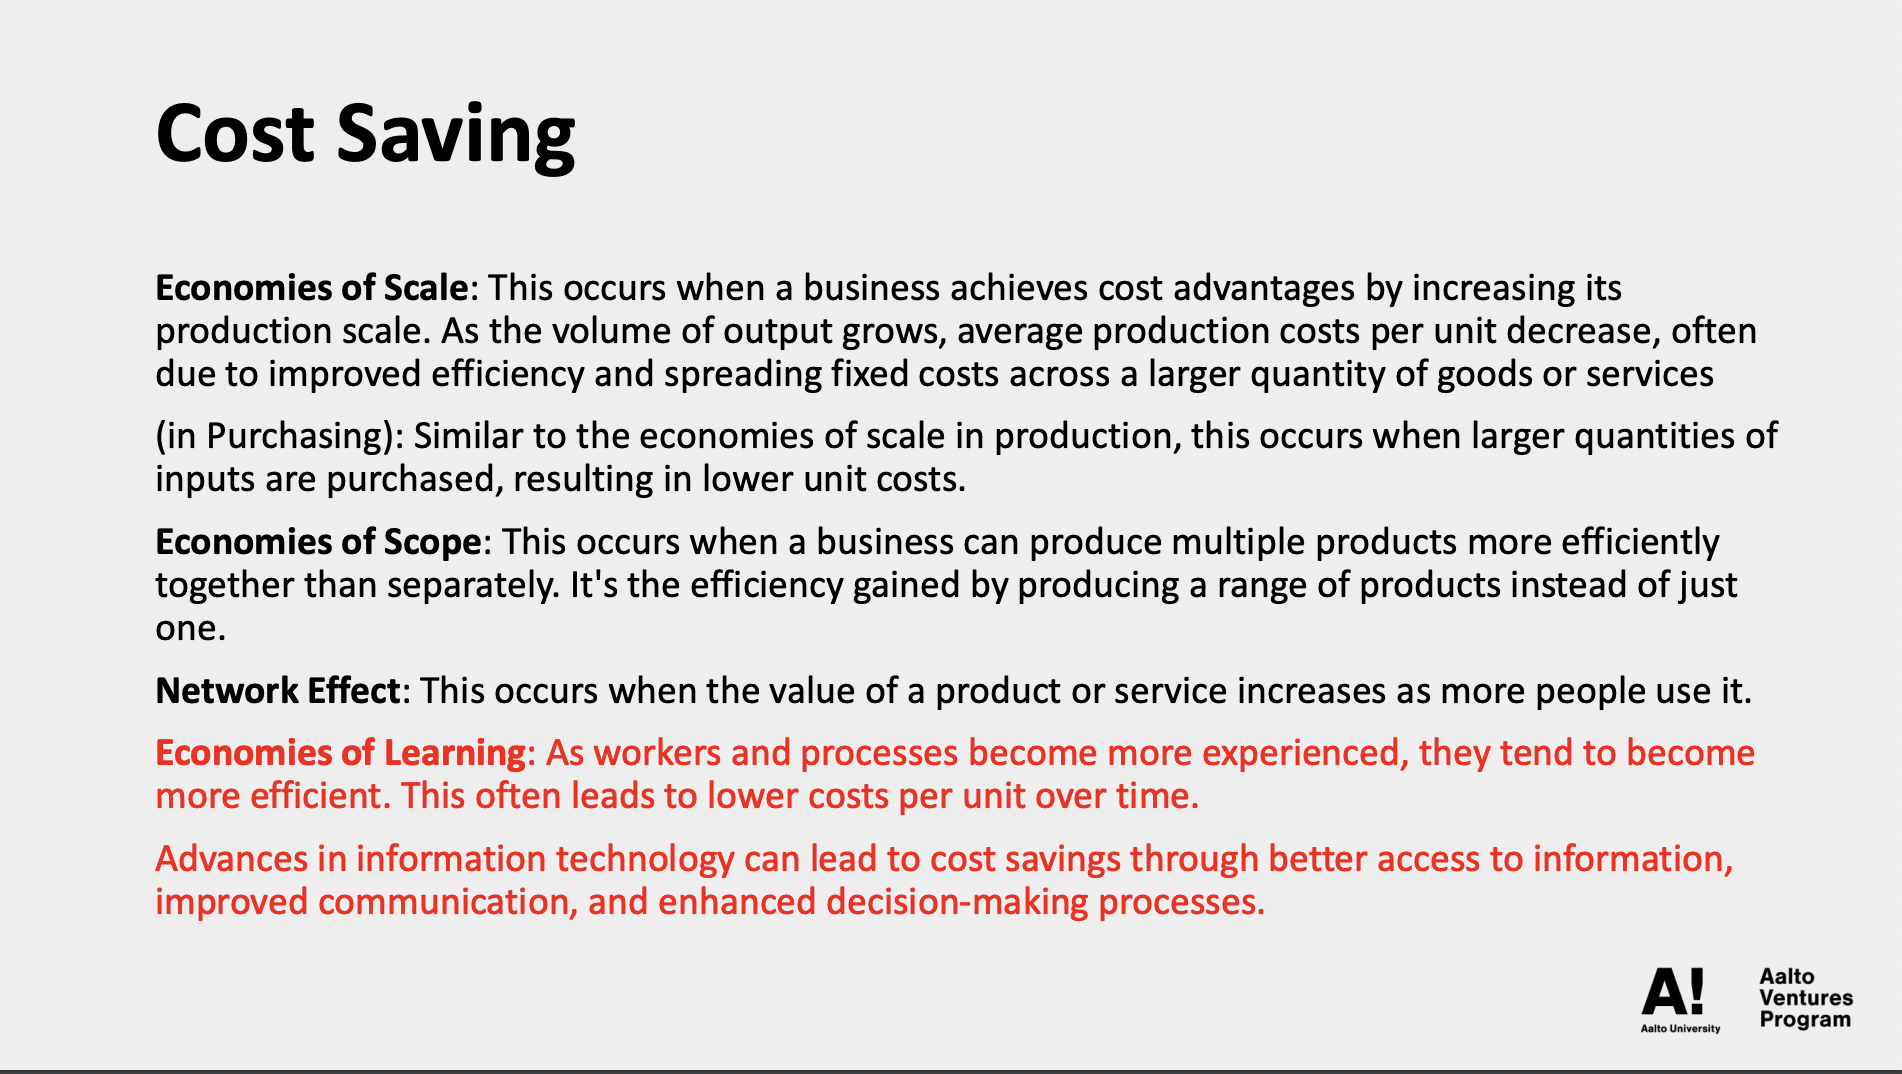 Cost Saving
Economies of Scale: This occurs when a business achieves cost advantages by increasing its
production scale. As the volume of output grows, average production costs per unit decrease, often
due to improved efficiency and spreading fixed costs across a larger quantity of goods or services
(in Purchasing): Similar to the economies of scale in production, this occurs when larger quantities of
inputs are purchased, resulting in lower unit costs.
Economies of Scope: This occurs when a business can produce multiple products more efficiently
together than separately. It's the efficiency gained by producing a range of products instead of just
one.
Network Effect: This occurs when the value of a product or service increases as more people use it.
Economies of Learning: As workers and processes become more experienced, they tend to become
more efficient. This often leads to lower costs per unit over time.
Advances in information technology can lead to cost savings through better access to information,
improved communication, and enhanced decision-making processes.
A!
Aalto University
Aalto
Ventures
Program